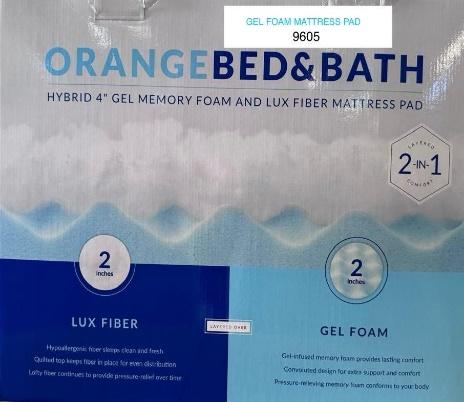 GEL FOAM MATTRESS PAD
9605
ORANGEBED&BATH
HYBRID 4" GEL MEMORY FOAM AND LUX FIBER MATTRESS PAD
LAYERED
2-IN-1
COMFORT
2
inches
LUX FIBER
Hypoallergenic fiber sleeps clean and fresh
Quilted top keeps fiber in place for even distribution
Lofty fiber continues to provide pressure-relief over time
LAYERED OVER
2
inches
GEL FOAM
Gel-infused memory foam provides lasting comfort
Convoluted design for extra support and comfort
Pressure-relieving memory foam conforms to your body